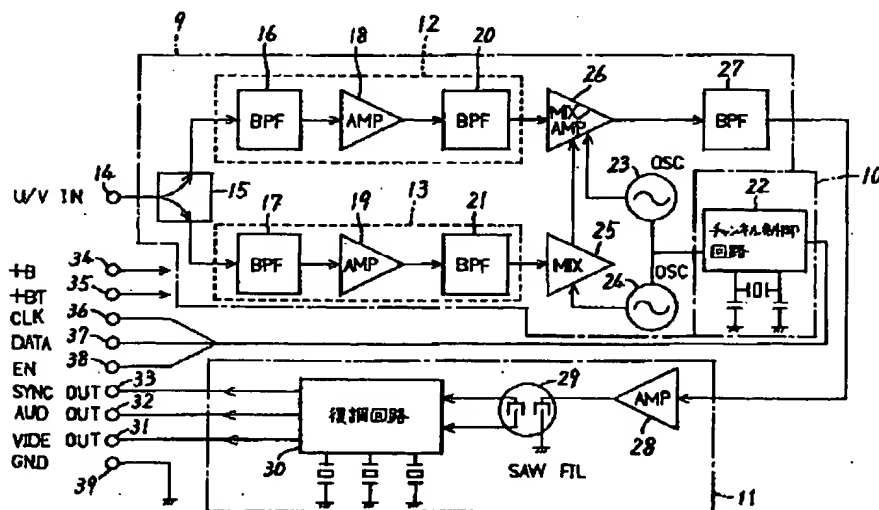 9
16
18
12
20
26
27
BPF
AMP
BPF
MIX
AMP
BPF
23
OSC
U/V IN
14
15
10
17
19
13
21
25
22
BPF
AMP
BPF
MIX
OSC
24
チャンネル制御
回路
+B
34
+BT
35
CLK
36
DATA
37
EN
38
SYNC OUT
33
AUD OUT
32
VIDE OUT
31
GND
39
復調回路
30
29
SAW FIL
AMP
28
11